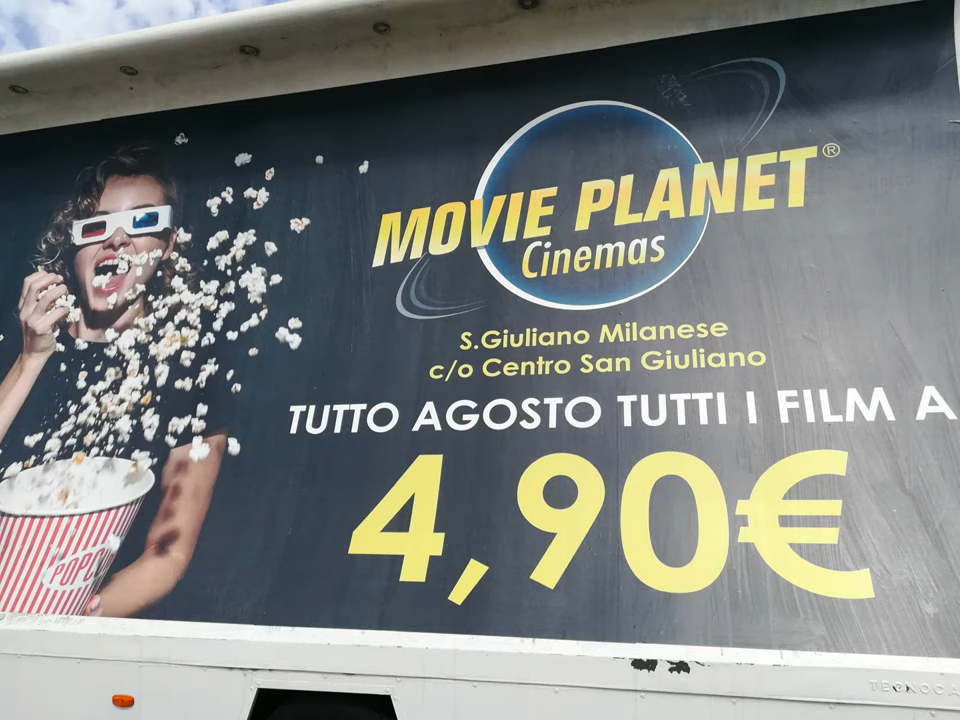 MOVIE PLANET®
Cinemas
S.Giuliano Milanese
c/o Centro San Giuliano
TUTTO AGOSTO TUTTI I FILM A
4,90€